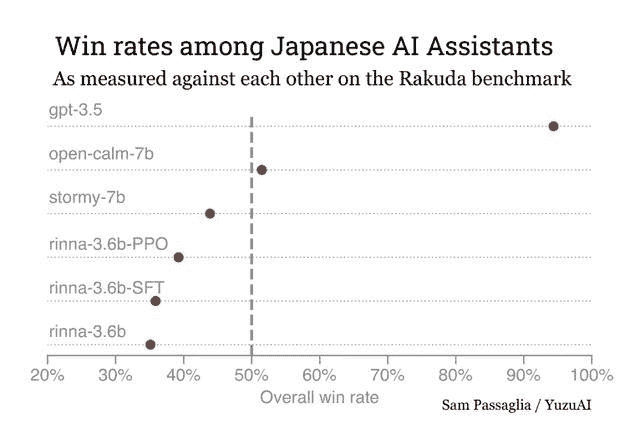 Win rates among Japanese AI Assistants
As measured against each other on the Rakuda benchmark
gpt-3.5
open-calm-7b
stormy-7b
rinna-3.6b-PPO
rinna-3.6b-SFT
rinna-3.6b
20% 30% 40% 50% 60% 70% 80% 90% 100%
Overall win rate
Sam Passaglia / YuzuAI